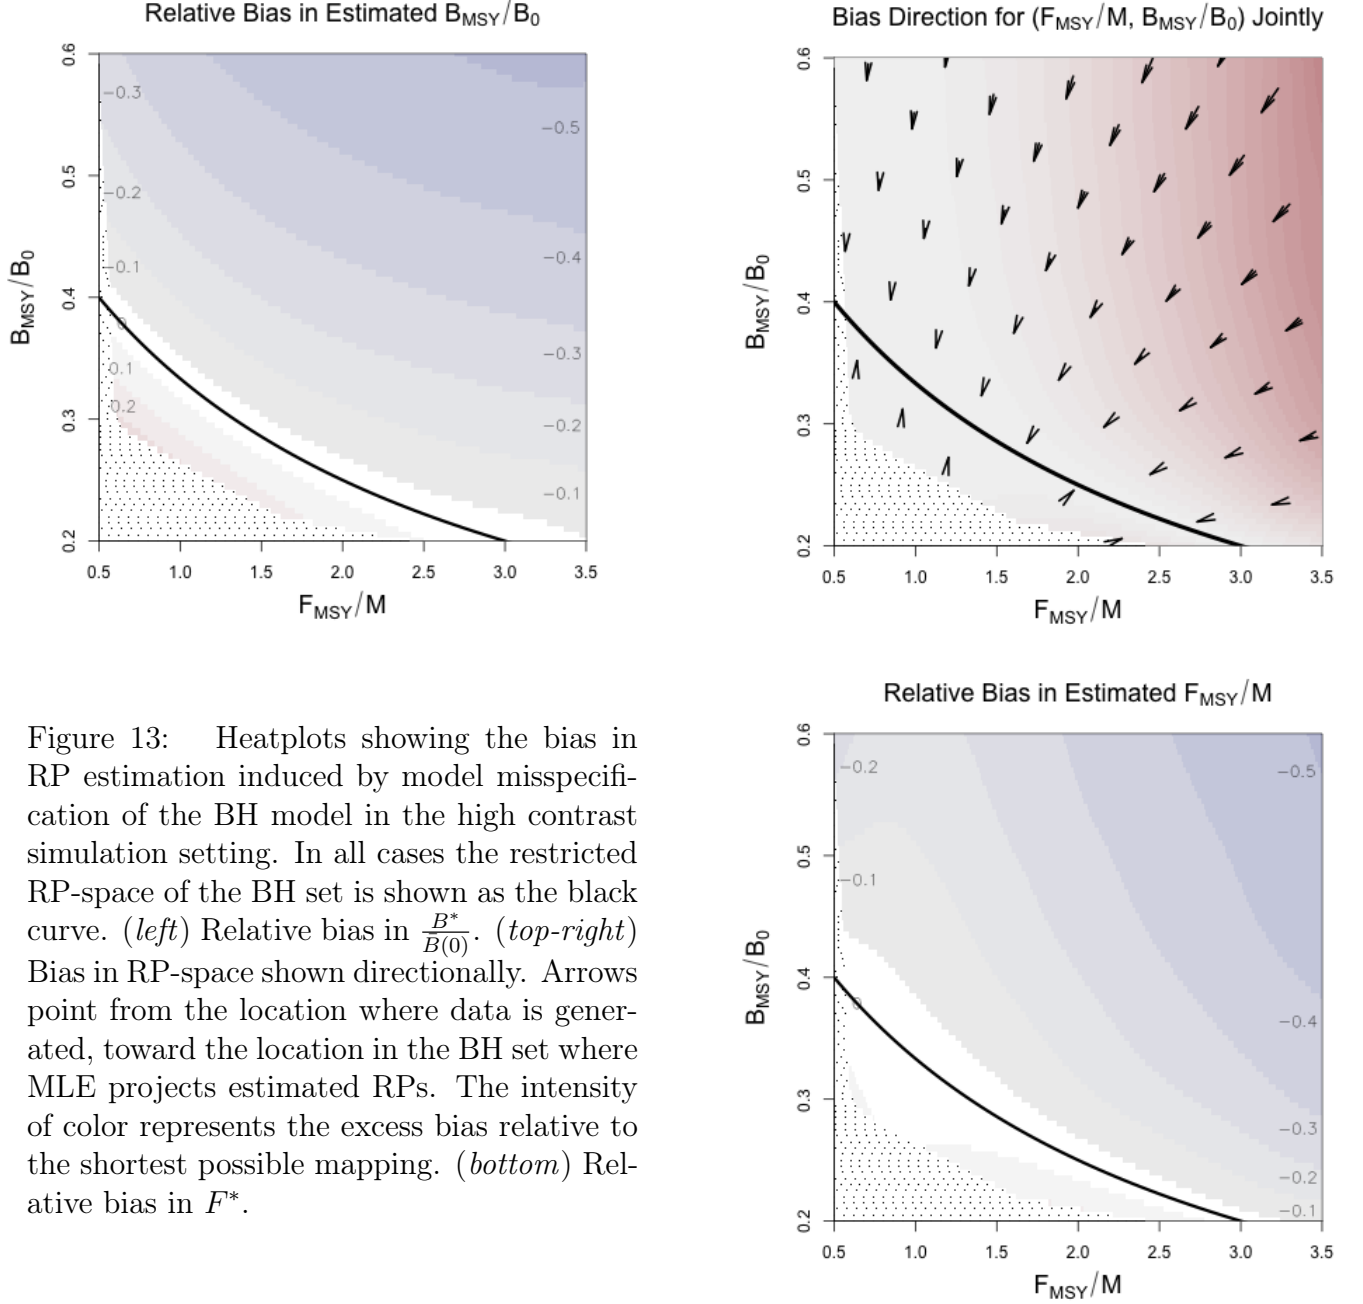 Relative Bias in Estimated B_MSY/B_0
0.6
0.5
0.4
0.3
0.2
B_MSY/B_0
−0.3
−0.2
−0.1
0
0.1
0.2
−0.5
−0.4
−0.3
−0.2
−0.1
0.5 1.0 1.5 2.0 2.5 3.0 3.5
F_MSY/M
Bias Direction for (F_MSY/M, B_MSY/B_0) Jointly
0.6
0.5
0.4
0.3
0.2
B_MSY/B_0
0.5 1.0 1.5 2.0 2.5 3.0 3.5
F_MSY/M
Figure 13: Heatplots showing the bias in
RP estimation induced by model misspecifi-
cation of the BH model in the high contrast
simulation setting. In all cases the restricted
RP-space of the BH set is shown as the black
curve. (left) Relative bias in B*/B̄(0). (top-right)
Bias in RP-space shown directionally. Arrows
point from the location where data is gener-
ated, toward the location in the BH set where
MLE projects estimated RPs. The intensity
of color represents the excess bias relative to
the shortest possible mapping. (bottom) Rel-
ative bias in F*.
Relative Bias in Estimated F_MSY/M
0.6
0.5
0.4
0.3
0.2
B_MSY/B_0
−0.2
−0.1
0
−0.5
−0.4
−0.3
−0.2
−0.1
0.5 1.0 1.5 2.0 2.5 3.0 3.5
F_MSY/M